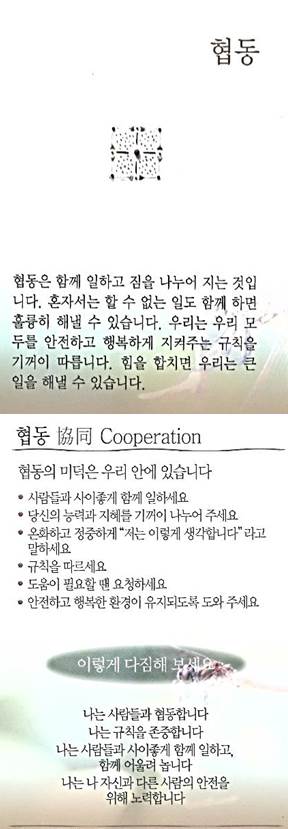 협동
협동은 함께 일하고 짐을 나누어 지는 것입
니다. 혼자서는 할 수 없는 일도 함께 하면
훌륭히 해낼 수 있습니다. 우리는 우리 모
두를 안전하고 행복하게 지켜주는 규칙을
기꺼이 따릅니다. 힘을 합치면 우리는 큰
일을 해낼 수 있습니다.
협동 協同 Cooperation
협동의 미덕은 우리 안에 있습니다
• 사람들과 사이좋게 함께 일하세요
• 당신의 능력과 지혜를 기꺼이 나누어 주세요
• 온화하고 정중하게 “저는 이렇게 생각합니다” 라고
말하세요
• 규칙을 따르세요
• 도움이 필요할 땐 요청하세요
• 안전하고 행복한 환경이 유지되도록 도와 주세요
이렇게 다짐해 보세요
나는 사람들과 협동합니다
나는 규칙을 존중합니다
나는 사람들과 사이좋게 함께 일하고,
함께 어울려 놉니다
나는 나 자신과 다른 사람의 안전을
위해 노력합니다